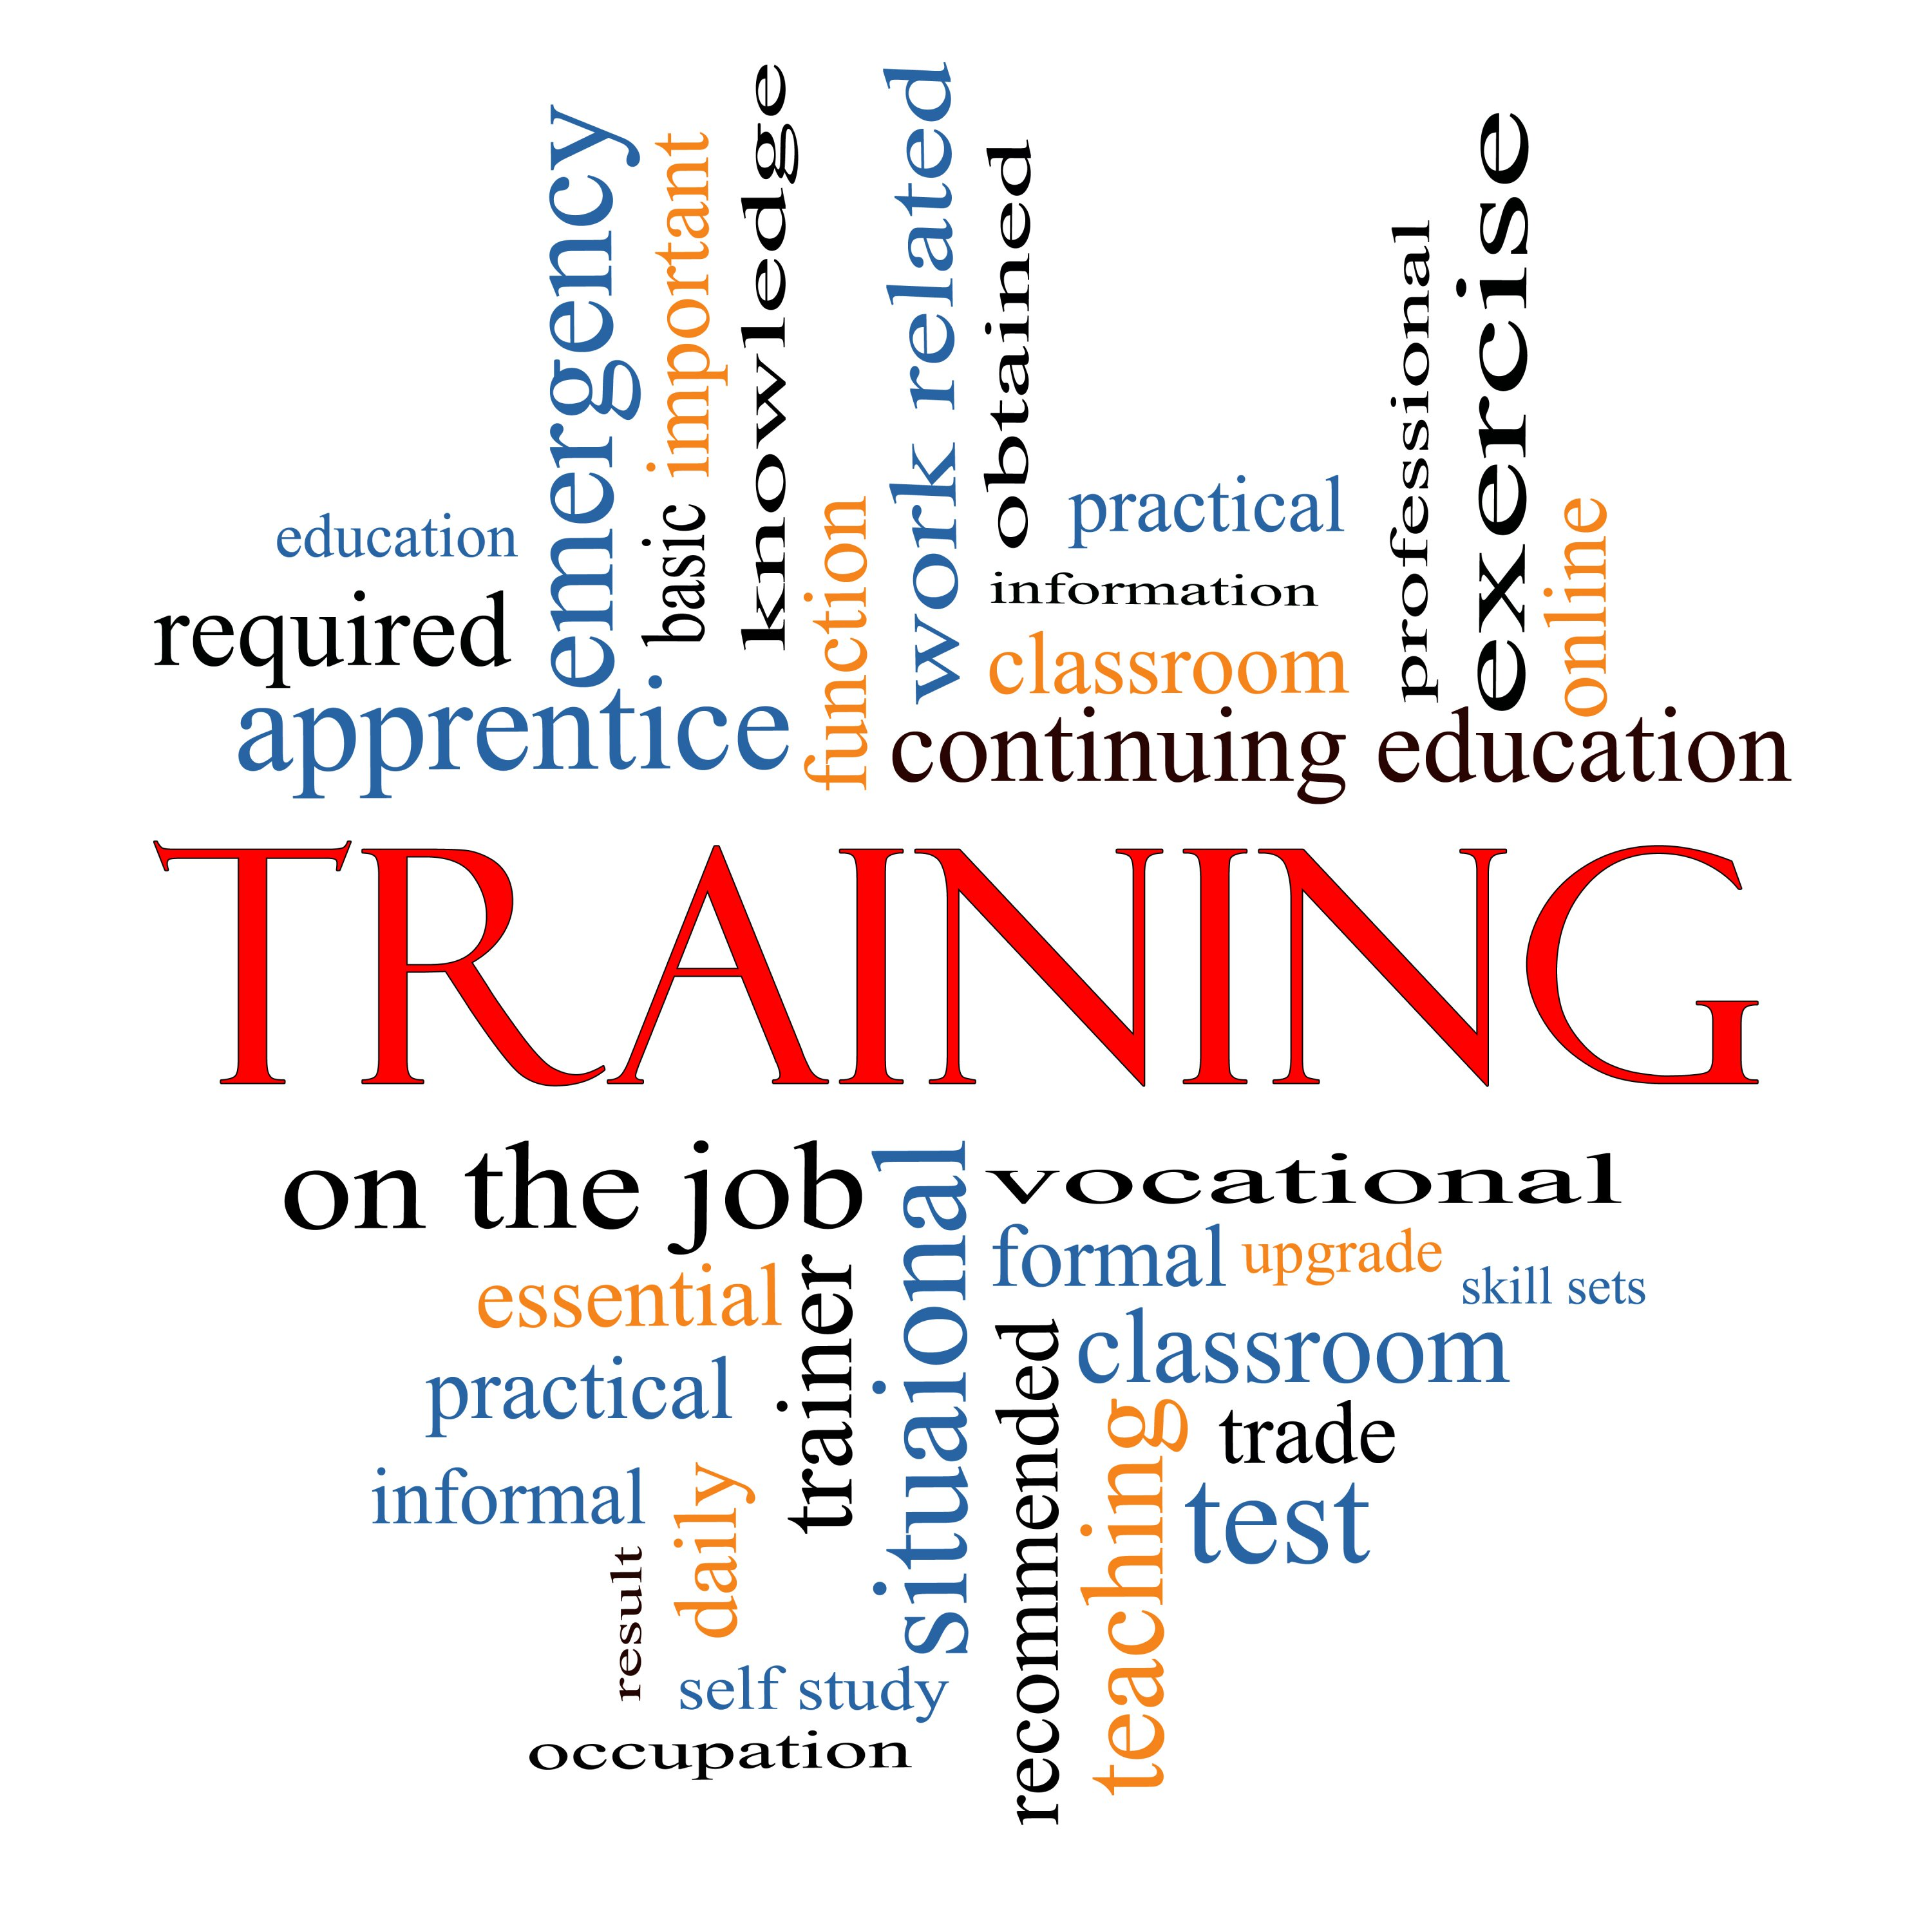 emergency
important
knowledge
work related
obtained
professional
exercise
education
basic
function
practical
online
required
information
classroom
apprentice
continuing education
TRAINING
on the job
situaional
vocational
essential
trainer
formal
upgrade
skill sets
practical
recommended
classroom
informal
daily
teaching
trade
test
result
self study
occupation